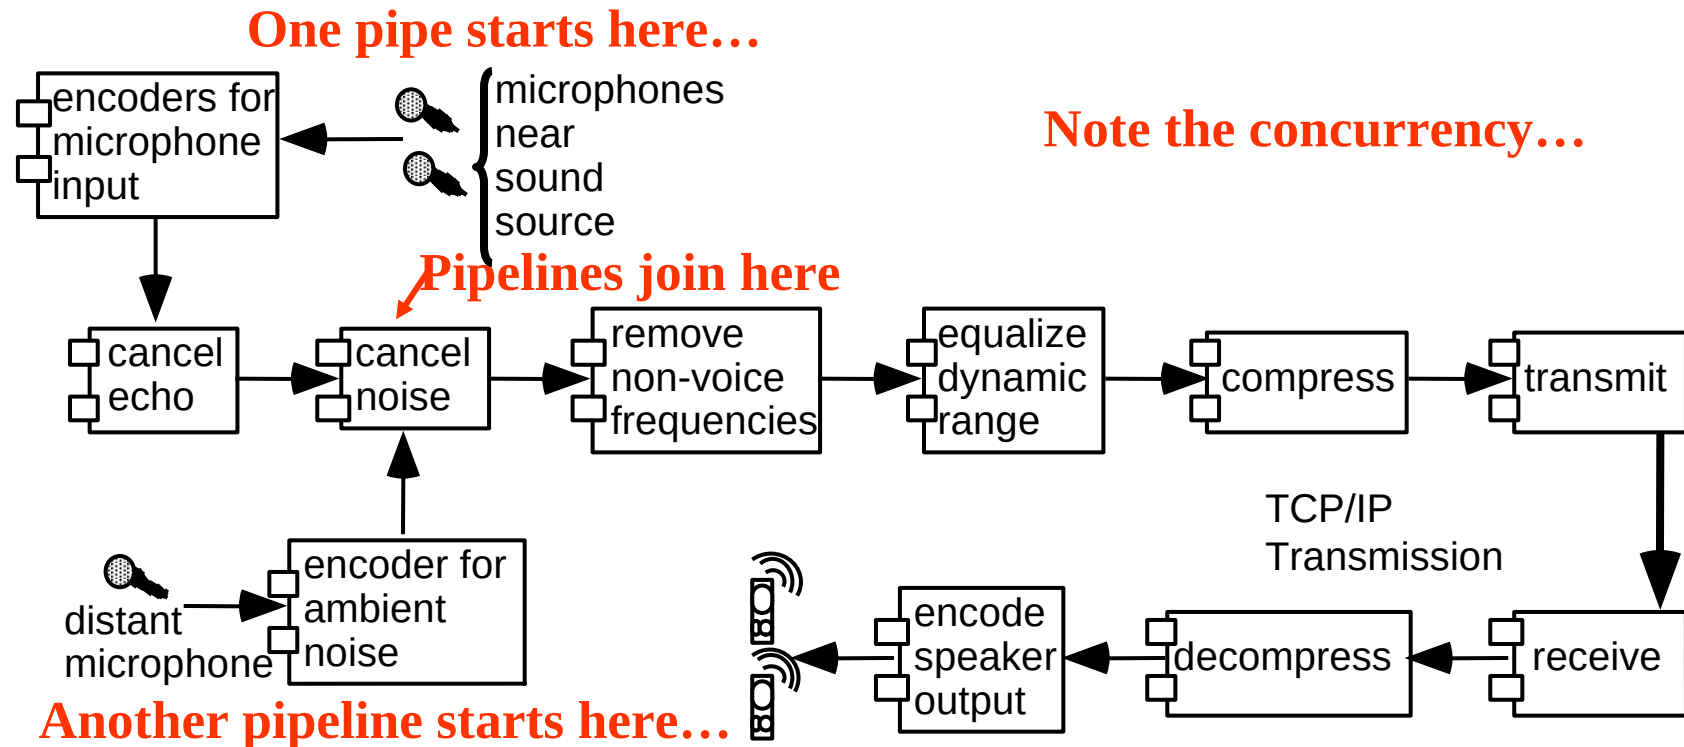 One pipe starts here…
encoders for
microphone
input
microphones
near
sound
source
Note the concurrency…
Pipelines join here
cancel
echo
cancel
noise
remove
non-voice
frequencies
equalize
dynamic
range
compress
transmit
TCP/IP
Transmission
distant
microphone
encoder for
ambient
noise
encode
speaker
output
decompress
receive
Another pipeline starts here…